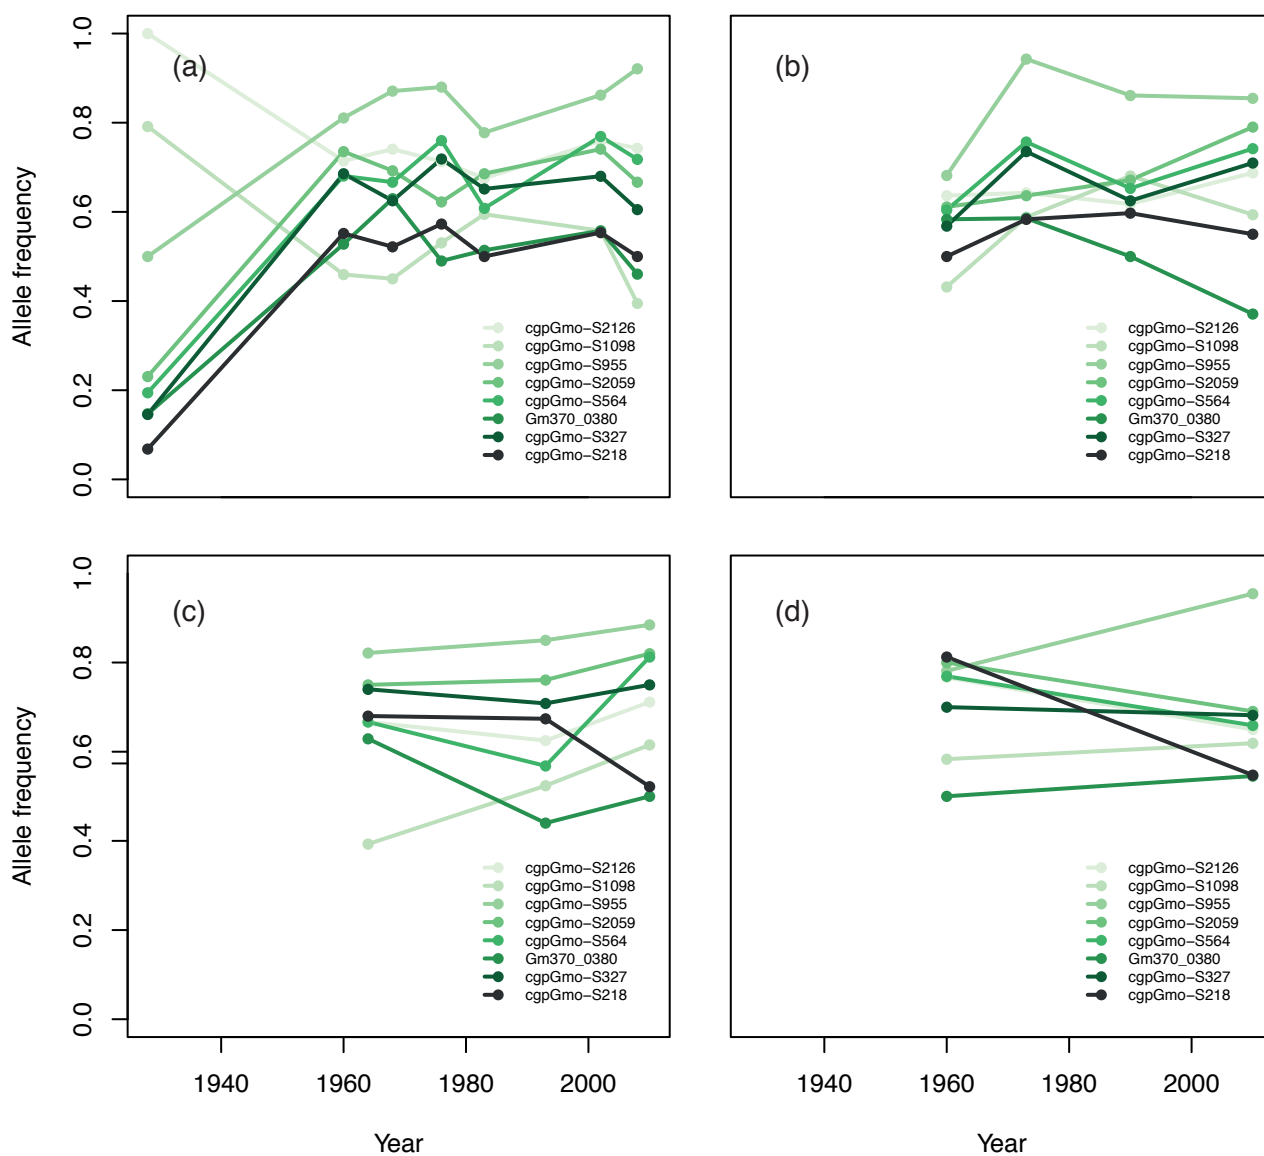 (a)
Allele frequency
1.0
0.8
0.6
0.4
0.2
0.0
cgpGmo−S2126
cgpGmo−S1098
cgpGmo−S955
cgpGmo−S2059
cgpGmo−S564
Gm370_0380
cgpGmo−S327
cgpGmo−S218
(b)
cgpGmo−S2126
cgpGmo−S1098
cgpGmo−S955
cgpGmo−S2059
cgpGmo−S564
Gm370_0380
cgpGmo−S327
cgpGmo−S218
(c)
Allele frequency
1.0
0.8
0.6
0.4
0.2
0.0
cgpGmo−S2126
cgpGmo−S1098
cgpGmo−S955
cgpGmo−S2059
cgpGmo−S564
Gm370_0380
cgpGmo−S327
cgpGmo−S218
1940 1960 1980 2000
Year
(d)
cgpGmo−S2126
cgpGmo−S1098
cgpGmo−S955
cgpGmo−S2059
cgpGmo−S564
Gm370_0380
cgpGmo−S327
cgpGmo−S218
1940 1960 1980 2000
Year